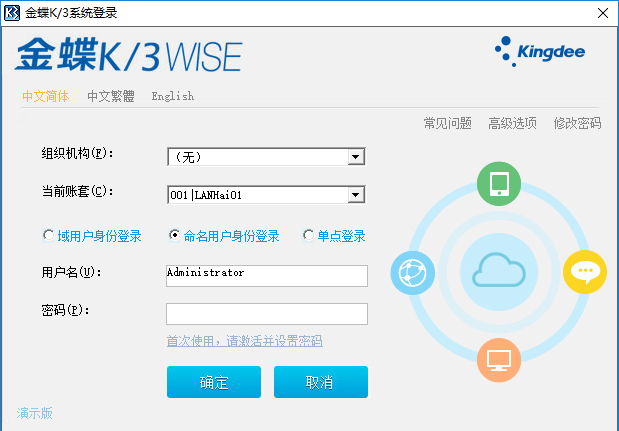 金蝶K/3系统登录
金蝶K/3 WISE
Kingdee
中文简体 中文繁體 English
常见问题 高级选项 修改密码
组织机构(F):
（无）
当前账套(C):
001|LANHai01
域用户身份登录 命名用户身份登录 单点登录
用户名(U):
Administrator
密码(P):
首次使用，请激活并设置密码
确定 取消
演示版